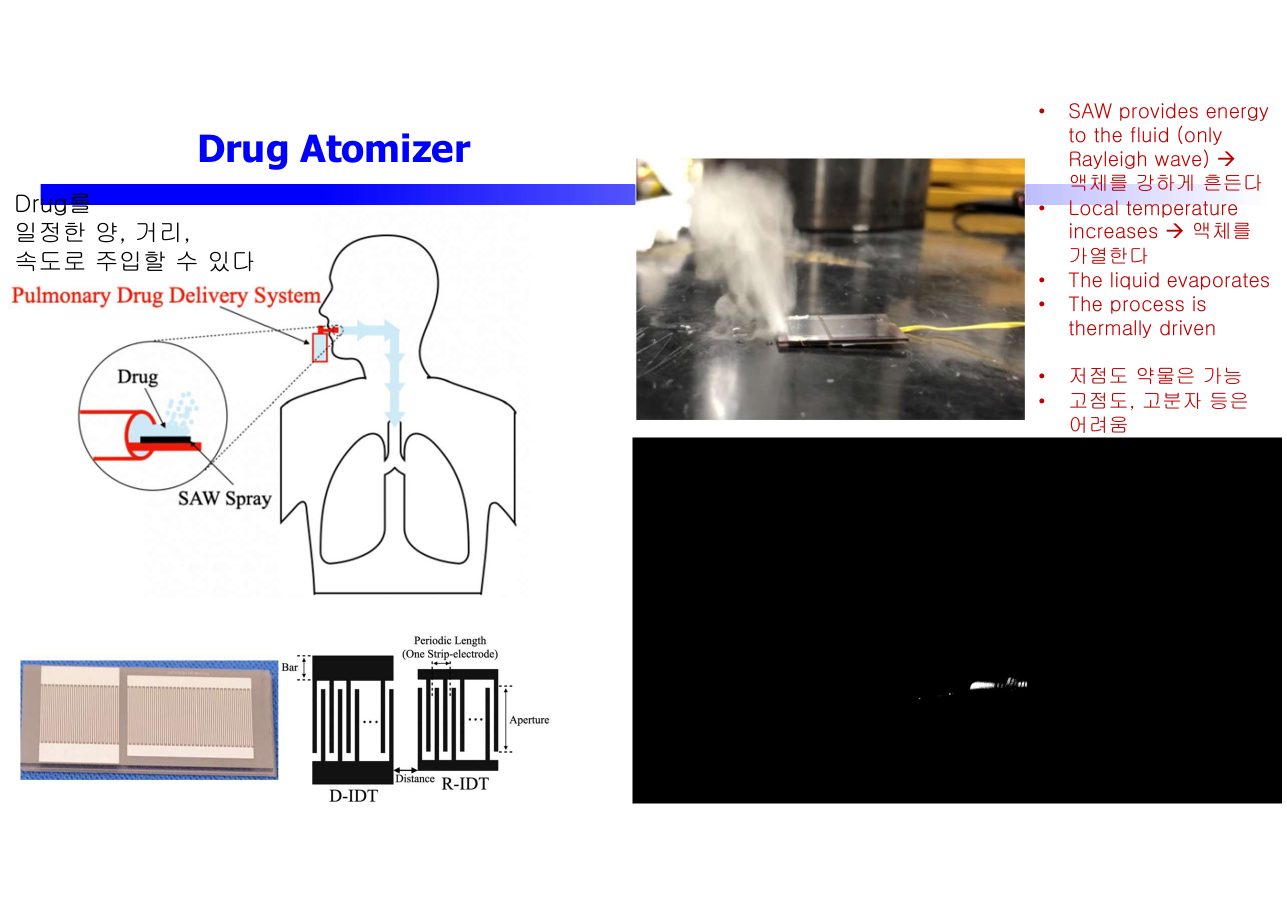 Drug Atomizer
Drug를
일정한 양, 거리,
속도로 주입할 수 있다
Pulmonary Drug Delivery System
Drug
SAW Spray
• SAW provides energy
to the fluid (only
Rayleigh wave) →
액체를 강하게 흔든다
• Local temperature
increases → 액체를
가열한다
• The liquid evaporates
• The process is
thermally driven
• 저점도 약물은 가능
• 고점도, 고분자 등은
어려움
Bar
Periodic Length
(One Strip-electrode)
Aperture
Distance
D-IDT
R-IDT